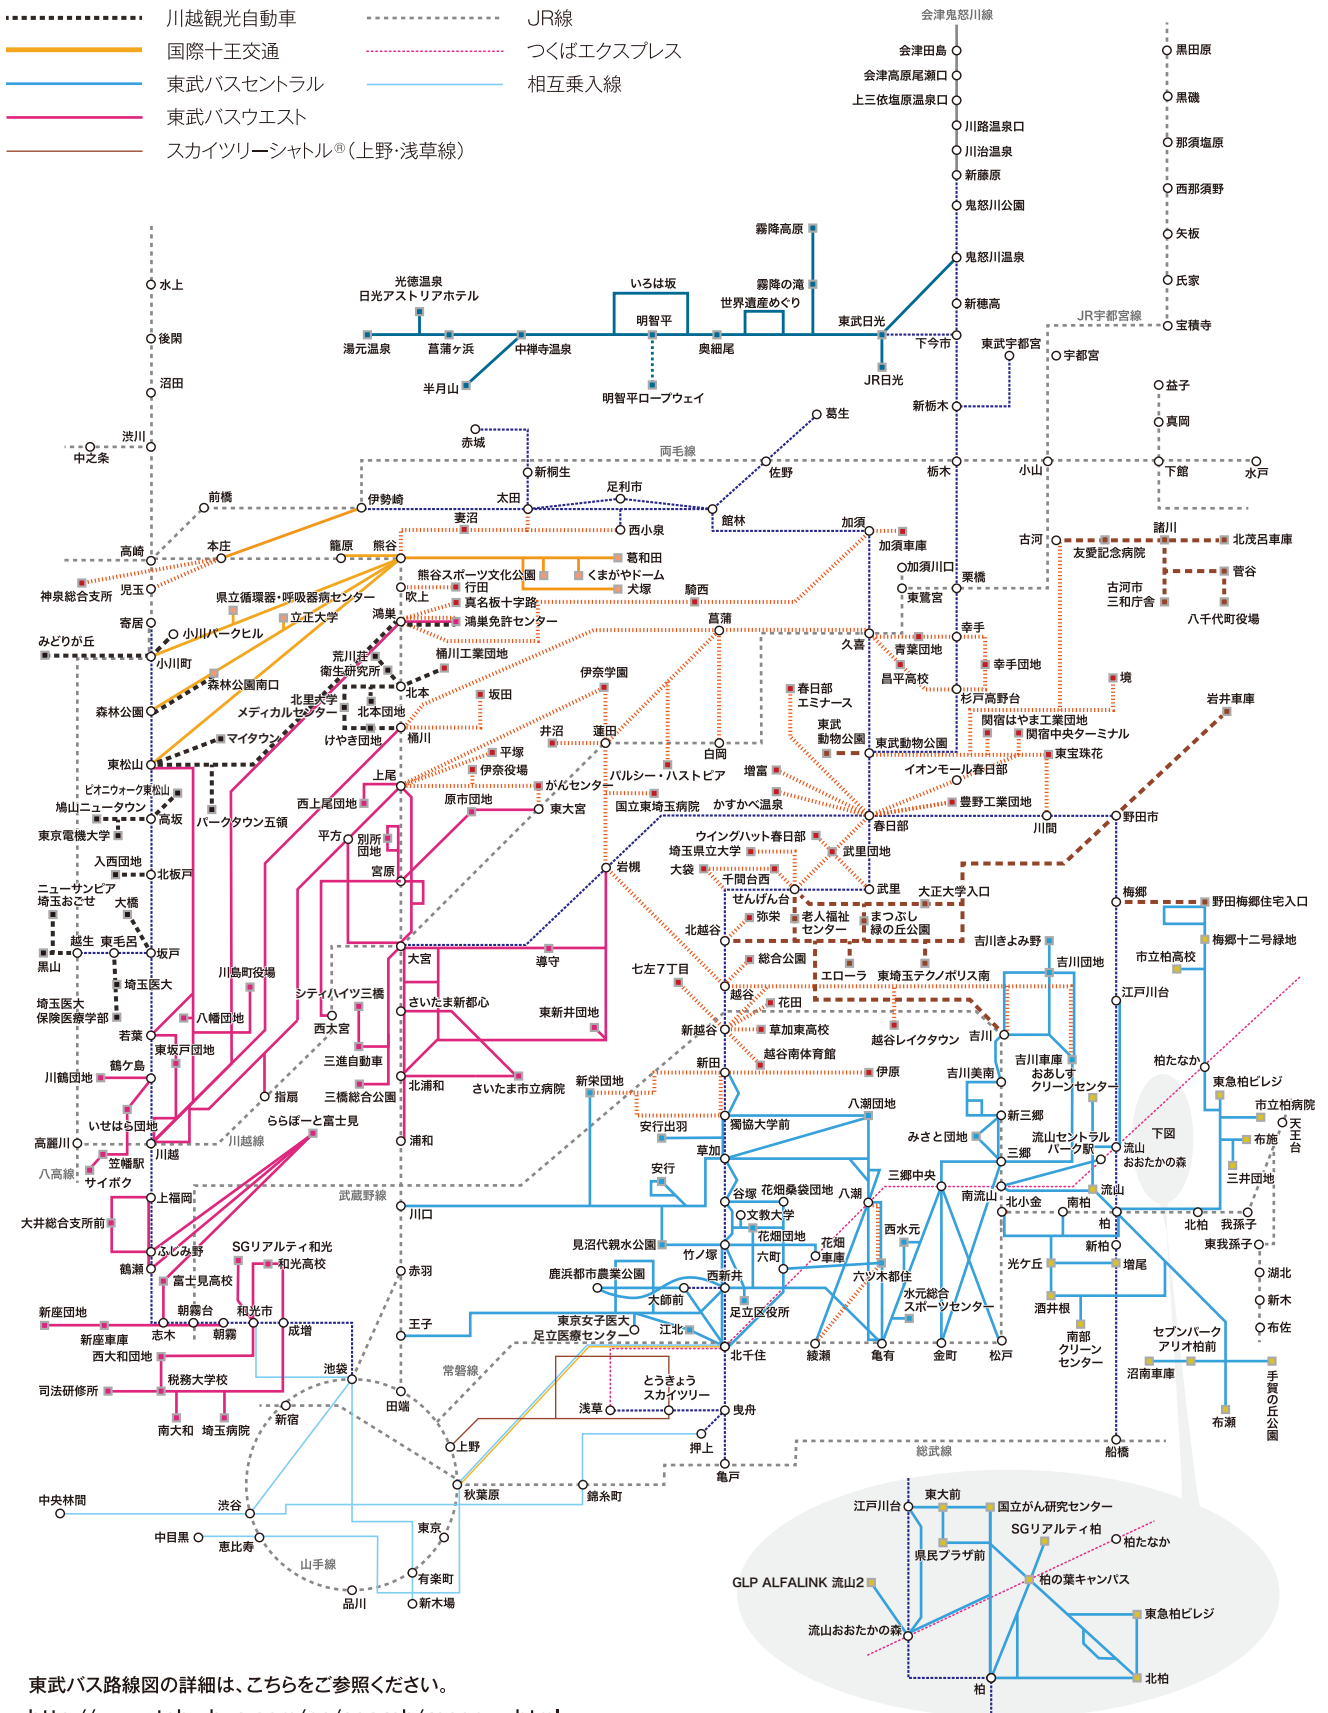 川越観光自動車
国際十王交通
東武バスセントラル
東武バスウエスト
スカイツリーシャトル®(上野・浅草線)
JR線
つくばエクスプレス
相互乗入線
会津鬼怒川線
会津田島
会津高原尾瀬口
上三依塩原温泉口
川路温泉口
川治温泉
新藤原
鬼怒川公園
鬼怒川温泉
新穂高
下今市
黒田原
黒磯
那須塩原
西那須野
矢板
氏家
宝積寺
JR宇都宮線
東武宇都宮
宇都宮
益子
真岡
水上
後閑
沼田
渋川
中之条
霧降高原
霧降の滝
光徳温泉
日光アストリアホテル
いろは坂
世界遺産めぐり
明智平
東武日光
湯元温泉
菖蒲ヶ浜
中禅寺温泉
奥細尾
半月山
明智平ロープウェイ
JR日光
新栃木
葛生
赤城
両毛線
新桐生
佐野
栃木
小山
下館
水戸
前橋
伊勢崎
太田
足利市
館林
妻沼
西小泉
加須
加須車庫
古河
諸川
北茂呂車庫
友愛記念病院
高崎
本庄
籠原
熊谷
葛和田
熊谷スポーツ文化公園
くまがやドーム
加須川口
栗橋
古河市
三和庁舎
菅谷
神泉総合支所
児玉
吹上
行田
犬塚
騎西
東鷲宮
県立循環器・呼吸器病センター
鴻巣
真名板十字路
立正大学
鴻巣免許センター
菖蒲
八千代町役場
寄居
みどりが丘
小川パークヒル
久喜
幸手
青葉団地
荒川荘
桶川工業団地
小川町
衛生研究所
伊奈学園
昌平高校
幸手団地
境
森林公園南口
北本
坂田
春日部
エミナース
杉戸高野台
岩井車庫
森林公園
北里大学
メディカルセンター
北本団地
井沼
蓮田
東武
動物公園
関宿はやま工業団地
けやき団地
桶川
白岡
東武動物公園
関宿中央ターミナル
マイタウン
平塚
東宝珠花
東松山
上尾
伊奈役場
パルシー・ハストピア
増富
イオンモール春日部
ピオニウォーク東松山
がんセンター
鳩山ニュータウン
西上尾団地
原市団地
国立東埼玉病院
かすかべ温泉
豊野工業団地
高坂
パークタウン五領
東大宮
東京電機大学
平方
別所
団地
春日部
川間
野田市
入西団地
ウイングハット春日部
埼玉県立大学
武里団地
北坂戸
宮原
岩槻
大袋
千間台西
武里
大正大学入口
梅郷
野田梅郷住宅入口
ニューサンピア
埼玉おごせ
大橋
せんげん台
弥栄
老人福祉
センター
まつぶし
緑の丘公園
越生
東毛呂
坂戸
北越谷
吉川きよみ野
梅郷十二号緑地
黒山
大宮
導守
総合公園
吉川団地
市立柏高校
川島町役場
七左7丁目
エローラ
東埼玉テクノポリス南
埼玉医大
シティハイツ三橋
さいたま新都心
越谷
花田
江戸川台
埼玉医大
保険医療学部
八幡団地
西大宮
東新井団地
新越谷
草加東高校
越谷レイクタウン
吉川
若葉
東坂戸団地
三進自動車
越谷南体育館
吉川車庫
柏たなか
鶴ケ島
新田
吉川美南
おあしす
クリーンセンター
東急柏ビレジ
川鶴団地
北浦和
さいたま市立病院
新栄団地
伊原
市立柏病院
指扇
三橋総合公園
八潮団地
新三郷
いせはら団地
ららぽーと富士見
安行出羽
獨協大学前
みさと団地
流山セントラル
パーク駅
下図
天王台
高麗川
川越線
浦和
草加
三郷
流山
おおたかの森
布施
笠幡駅
川越
八高線
安行
谷塚
花畑桑袋団地
三郷中央
三井団地
サイボク
武蔵野線
八潮
南流山
流山
上福岡
川口
文教大学
北小金
南柏
大井総合支所前
花畑団地
西水元
柏
北柏
我孫子
見沼代親水公園
竹ノ塚
花畑
車庫
ふじみ野
SGリアルティ和光
六町
新柏
東我孫子
鶴瀬
和光高校
赤羽
鹿浜都市農業公園
西新井
六ツ木都住
光ケ丘
増尾
湖北
富士見高校
大師前
足立区役所
水元総合
スポーツセンター
酒井根
新木
新座団地
朝霞台
和光市
王子
東京女子医大
足立医療センター
江北
布佐
志木
朝霞
成増
新座車庫
南部
クリーン
センター
セブンパーク
アリオ柏前
西大和団地
池袋
常磐線
北千住
綾瀬
亀有
金町
松戸
沼南車庫
司法研修所
税務大学校
田端
とうきょう
スカイツリー
手賀の丘公園
南大和
埼玉病院
新宿
浅草
曳舟
布瀬
上野
押上
亀戸
総武線
船橋
秋葉原
錦糸町
中央林間
渋谷
中目黒
恵比寿
東京
山手線
有楽町
品川
新木場
江戸川台
東大前
国立がん研究センター
SGリアルティ柏
県民プラザ前
柏たなか
GLP ALFALINK 流山2
柏の葉キャンパス
流山おおたかの森
東急柏ビレジ
柏
北柏
東武バス路線図の詳細は、こちらをご参照ください。